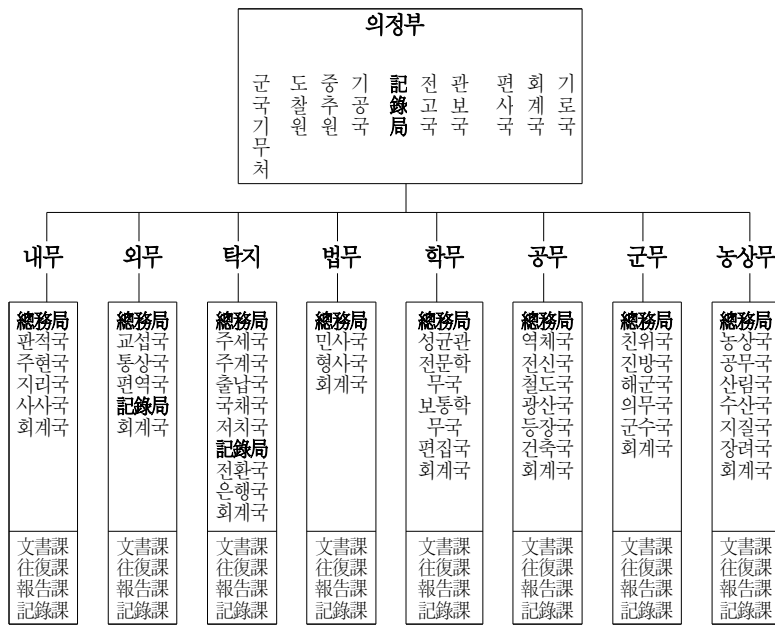 의정부
군국기무처
도찰원
중추원
기공국
記錄局
전고국
관보국
편사국
회계국
기로국
내무
외무
탁지
법무
학무
공무
군무
농상무
總務局
판적국
주현국
지리국
사사국
회계국
文書課
往復課
報告課
記錄課
總務局
교섭국
통상국
편역국
記錄局
회계국
文書課
往復課
報告課
記錄課
總務局
주세국
주계국
출납국
국채국
저치국
記錄局
전환국
은행국
회계국
文書課
往復課
報告課
記錄課
總務局
민사국
형사국
회계국
文書課
往復課
報告課
記錄課
總務局
성균관
전문학
무국
보통학
무국
편집국
회계국
文書課
往復課
報告課
記錄課
總務局
역체국
전신국
철도국
광산국
등장국
건축국
회계국
文書課
往復課
報告課
記錄課
總務局
친위국
진방국
해군국
의무국
군수국
회계국
文書課
往復課
報告課
記錄課
總務局
농상국
공무국
산림국
수산국
지질국
장려국
회계국
文書課
往復課
報告課
記錄課